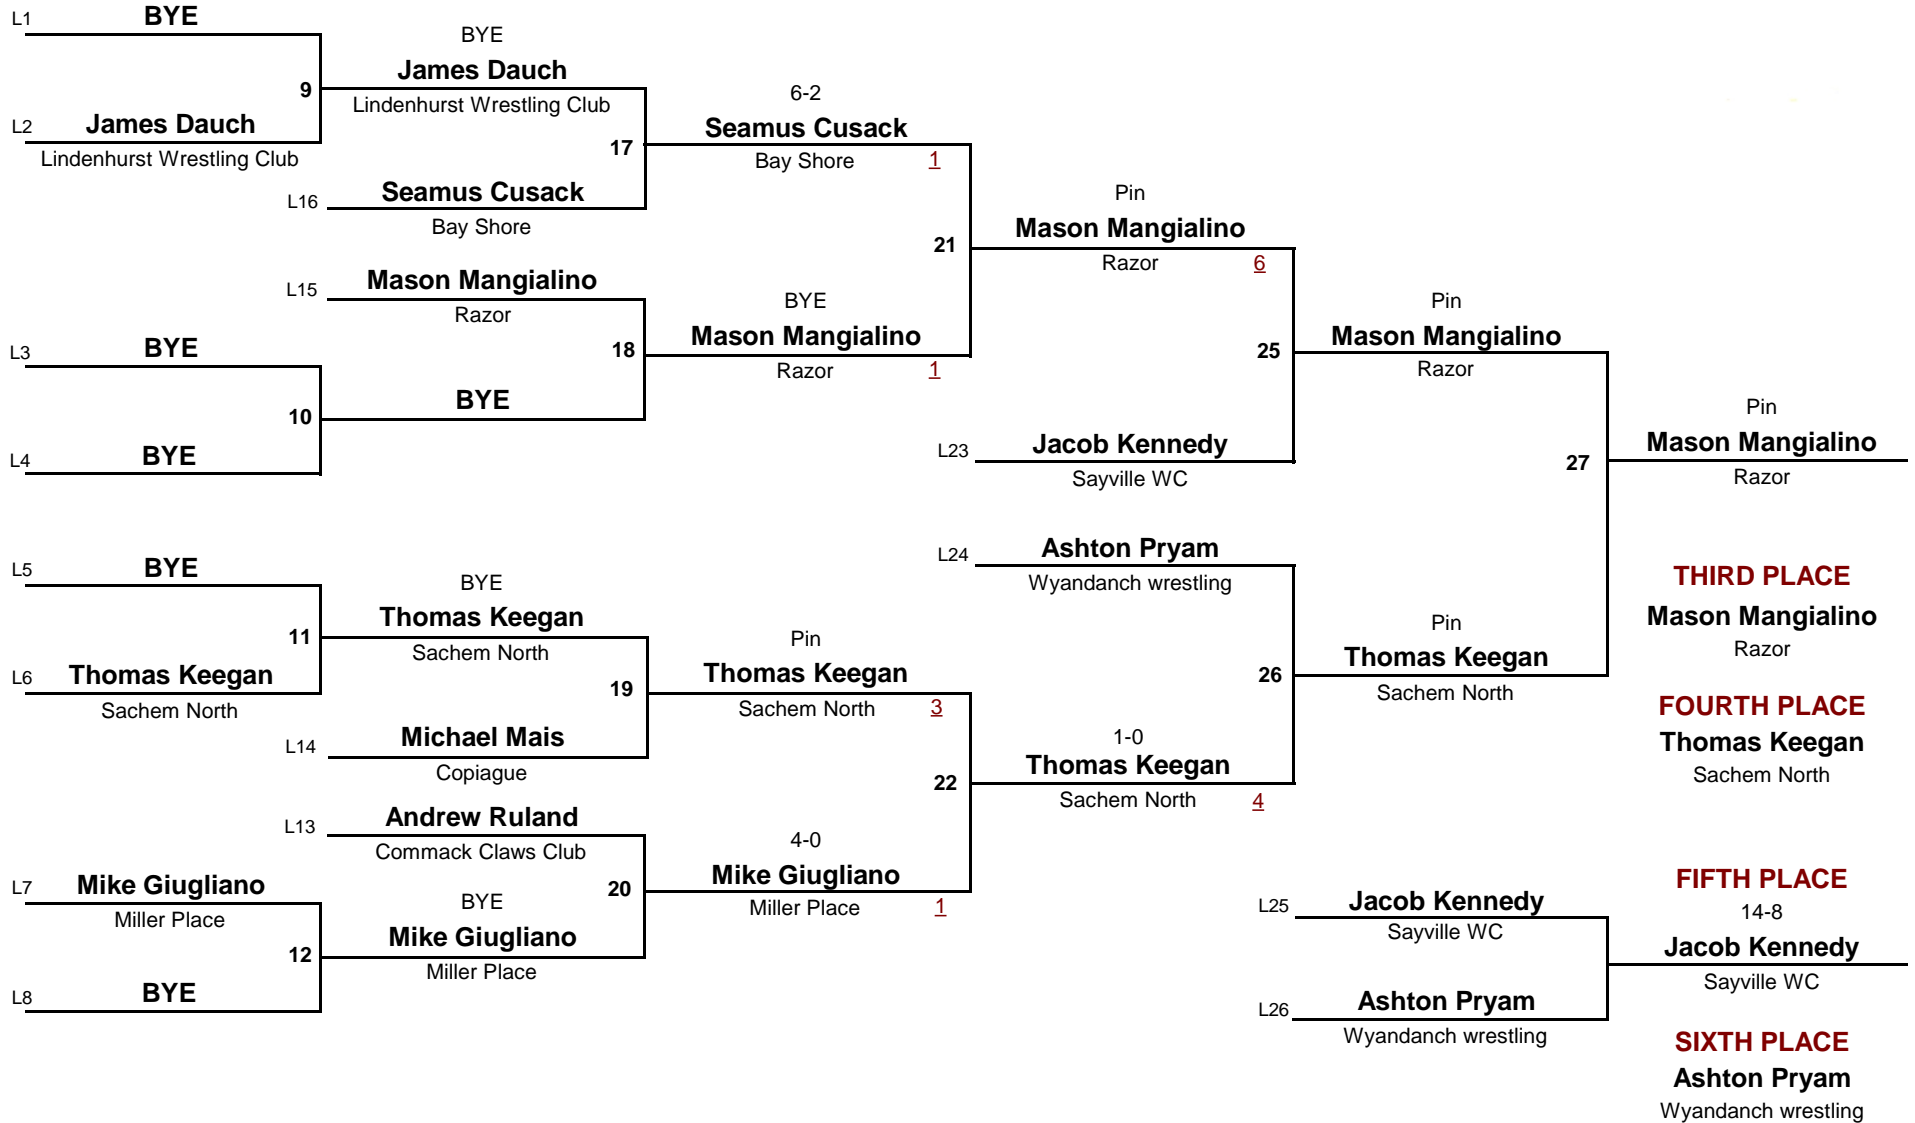 L1
BYE
9
L2
James Dauch
Lindenhurst Wrestling Club
L3
BYE
10
L4
BYE
L5
BYE
11
L6
Thomas Keegan
Sachem North
L7
Mike Giugliano
Miller Place
12
L8
BYE
BYE
James Dauch
Lindenhurst Wrestling Club
17
L16
Seamus Cusack
Bay Shore
L15
Mason Mangialino
Razor
18
BYE
BYE
Thomas Keegan
Sachem North
19
L14
Michael Mais
Copiague
L13
Andrew Ruland
Commack Claws Club
20
BYE
Mike Giugliano
Miller Place
6-2
Seamus Cusack
Bay Shore
1
21
BYE
Mason Mangialino
Razor
1
Pin
Thomas Keegan
Sachem North
3
22
4-0
Mike Giugliano
Miller Place
1
Pin
Mason Mangialino
Razor
6
25
L23
Jacob Kennedy
Sayville WC
L24
Ashton Pryam
Wyandanch wrestling
26
1-0
Thomas Keegan
Sachem North
4
Pin
Mason Mangialino
Razor
27
Pin
Thomas Keegan
Sachem North
Pin
Mason Mangialino
Razor
THIRD PLACE
Mason Mangialino
Razor
FOURTH PLACE
Thomas Keegan
Sachem North
L25
Jacob Kennedy
Sayville WC
L26
Ashton Pryam
Wyandanch wrestling
FIFTH PLACE
14-8
Jacob Kennedy
Sayville WC
SIXTH PLACE
Ashton Pryam
Wyandanch wrestling